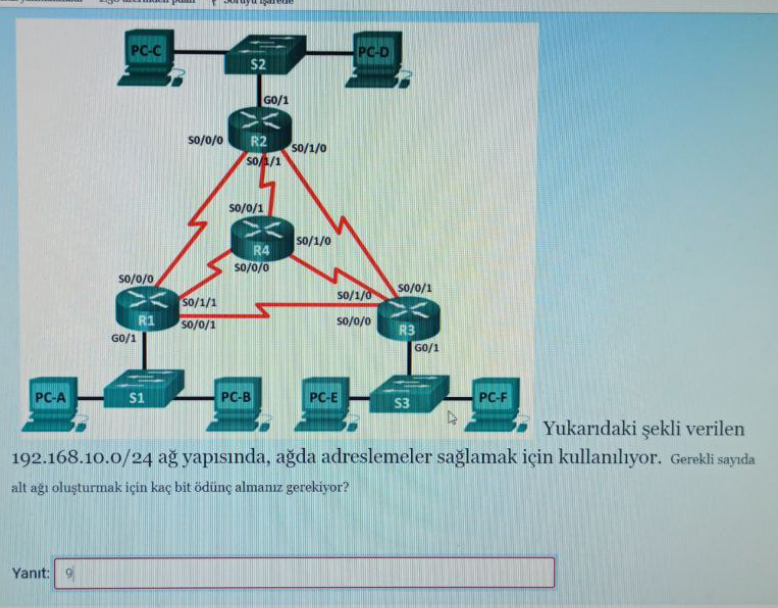 PC-C
S2
PC-D
G0/1
S0/0/0
R2
S0/1/0
S0/1/1
S0/0/1
R4
S0/1/0
S0/0/0
S0/0/0
S0/1/1
S0/1/0
S0/0/1
R1
S0/0/1
S0/0/0
R3
G0/1
G0/1
PC-A
S1
PC-B
PC-E
S3
PC-F
Yukarıdaki şekli verilen
192.168.10.0/24 ağ yapısında, ağda adreslemeler sağlamak için kullanılıyor. Gerekli sayıda
alt ağı oluşturmak için kaç bit ödünç almanız gerekiyor?
Yanıt: 9